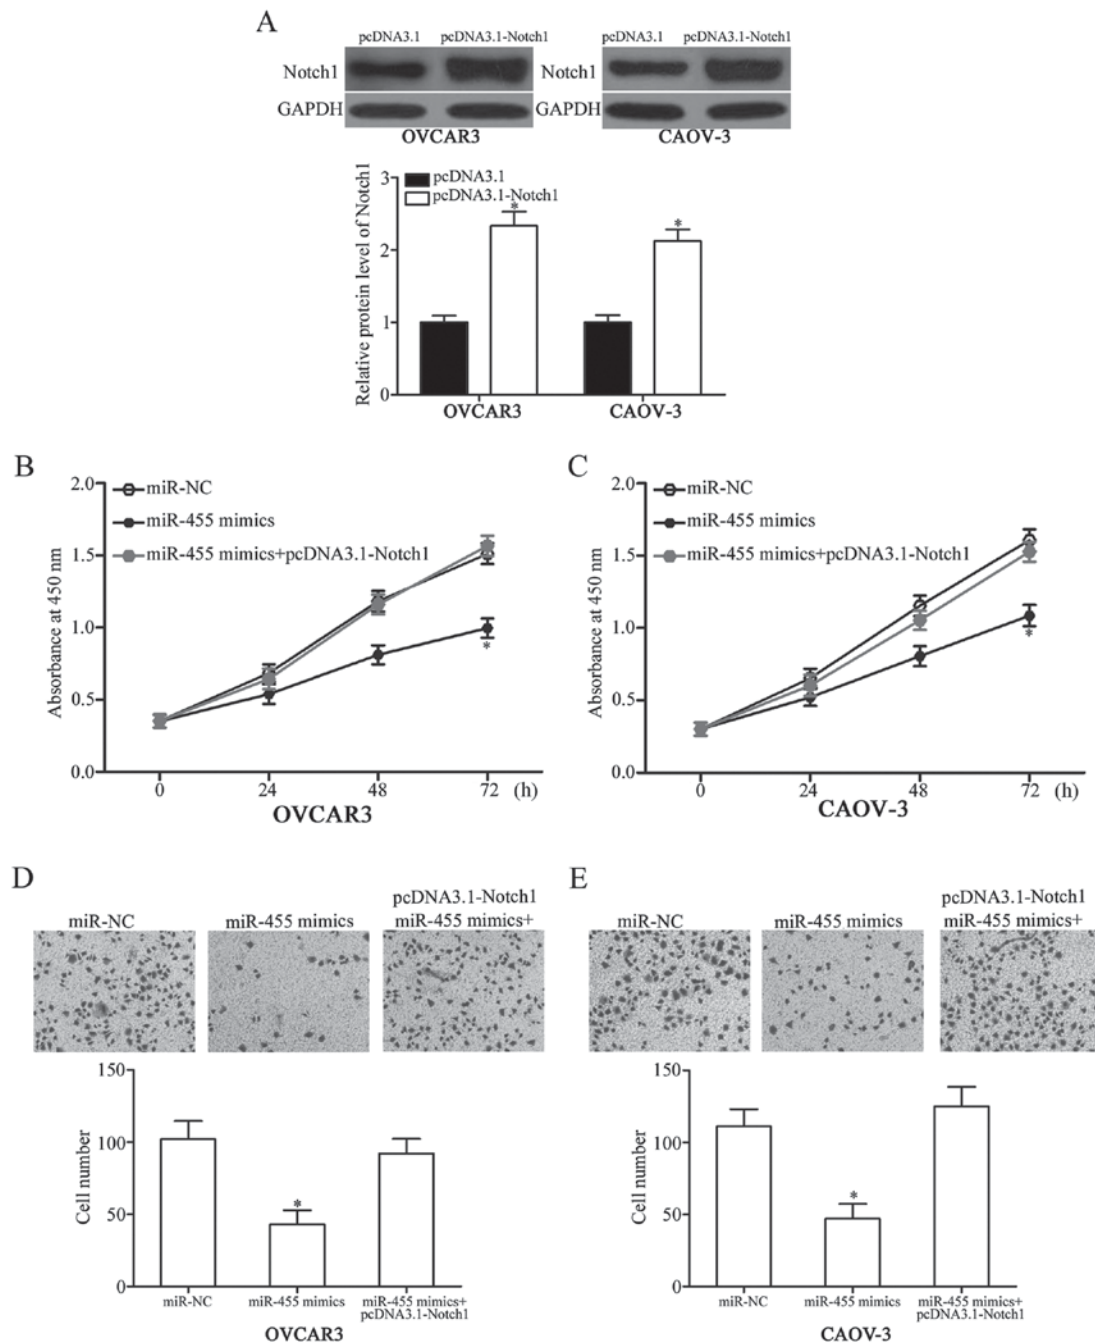 A
pcDNA3.1 pcDNA3.1-Notch1 pcDNA3.1 pcDNA3.1-Notch1
Notch1 Notch1
GAPDH GAPDH
OVCAR3 CAOV-3
Relative protein level of Notch1
3
2
1
0
pcDNA3.1
pcDNA3.1-Notch1
* *
OVCAR3 CAOV-3
B
Absorbance at 450 nm
2.0
1.5
1.0
0.5
0.0
miR-NC
miR-455 mimics
miR-455 mimics+pcDNA3.1-Notch1
*
0 24 48 72 (h)
OVCAR3
C
Absorbance at 450 nm
2.0
1.5
1.0
0.5
0.0
miR-NC
miR-455 mimics
miR-455 mimics+pcDNA3.1-Notch1
*
0 24 48 72 (h)
CAOV-3
D
pcDNA3.1-Notch1
miR-NC miR-455 mimics miR-455 mimics+
Cell number
150
100
50
0
*
miR-NC miR-455 mimics miR-455 mimics+
pcDNA3.1-Notch1
OVCAR3
E
pcDNA3.1-Notch1
miR-NC miR-455 mimics miR-455 mimics+
Cell number
150
100
50
0
*
miR-NC miR-455 mimics miR-455 mimics+
pcDNA3.1-Notch1
CAOV-3